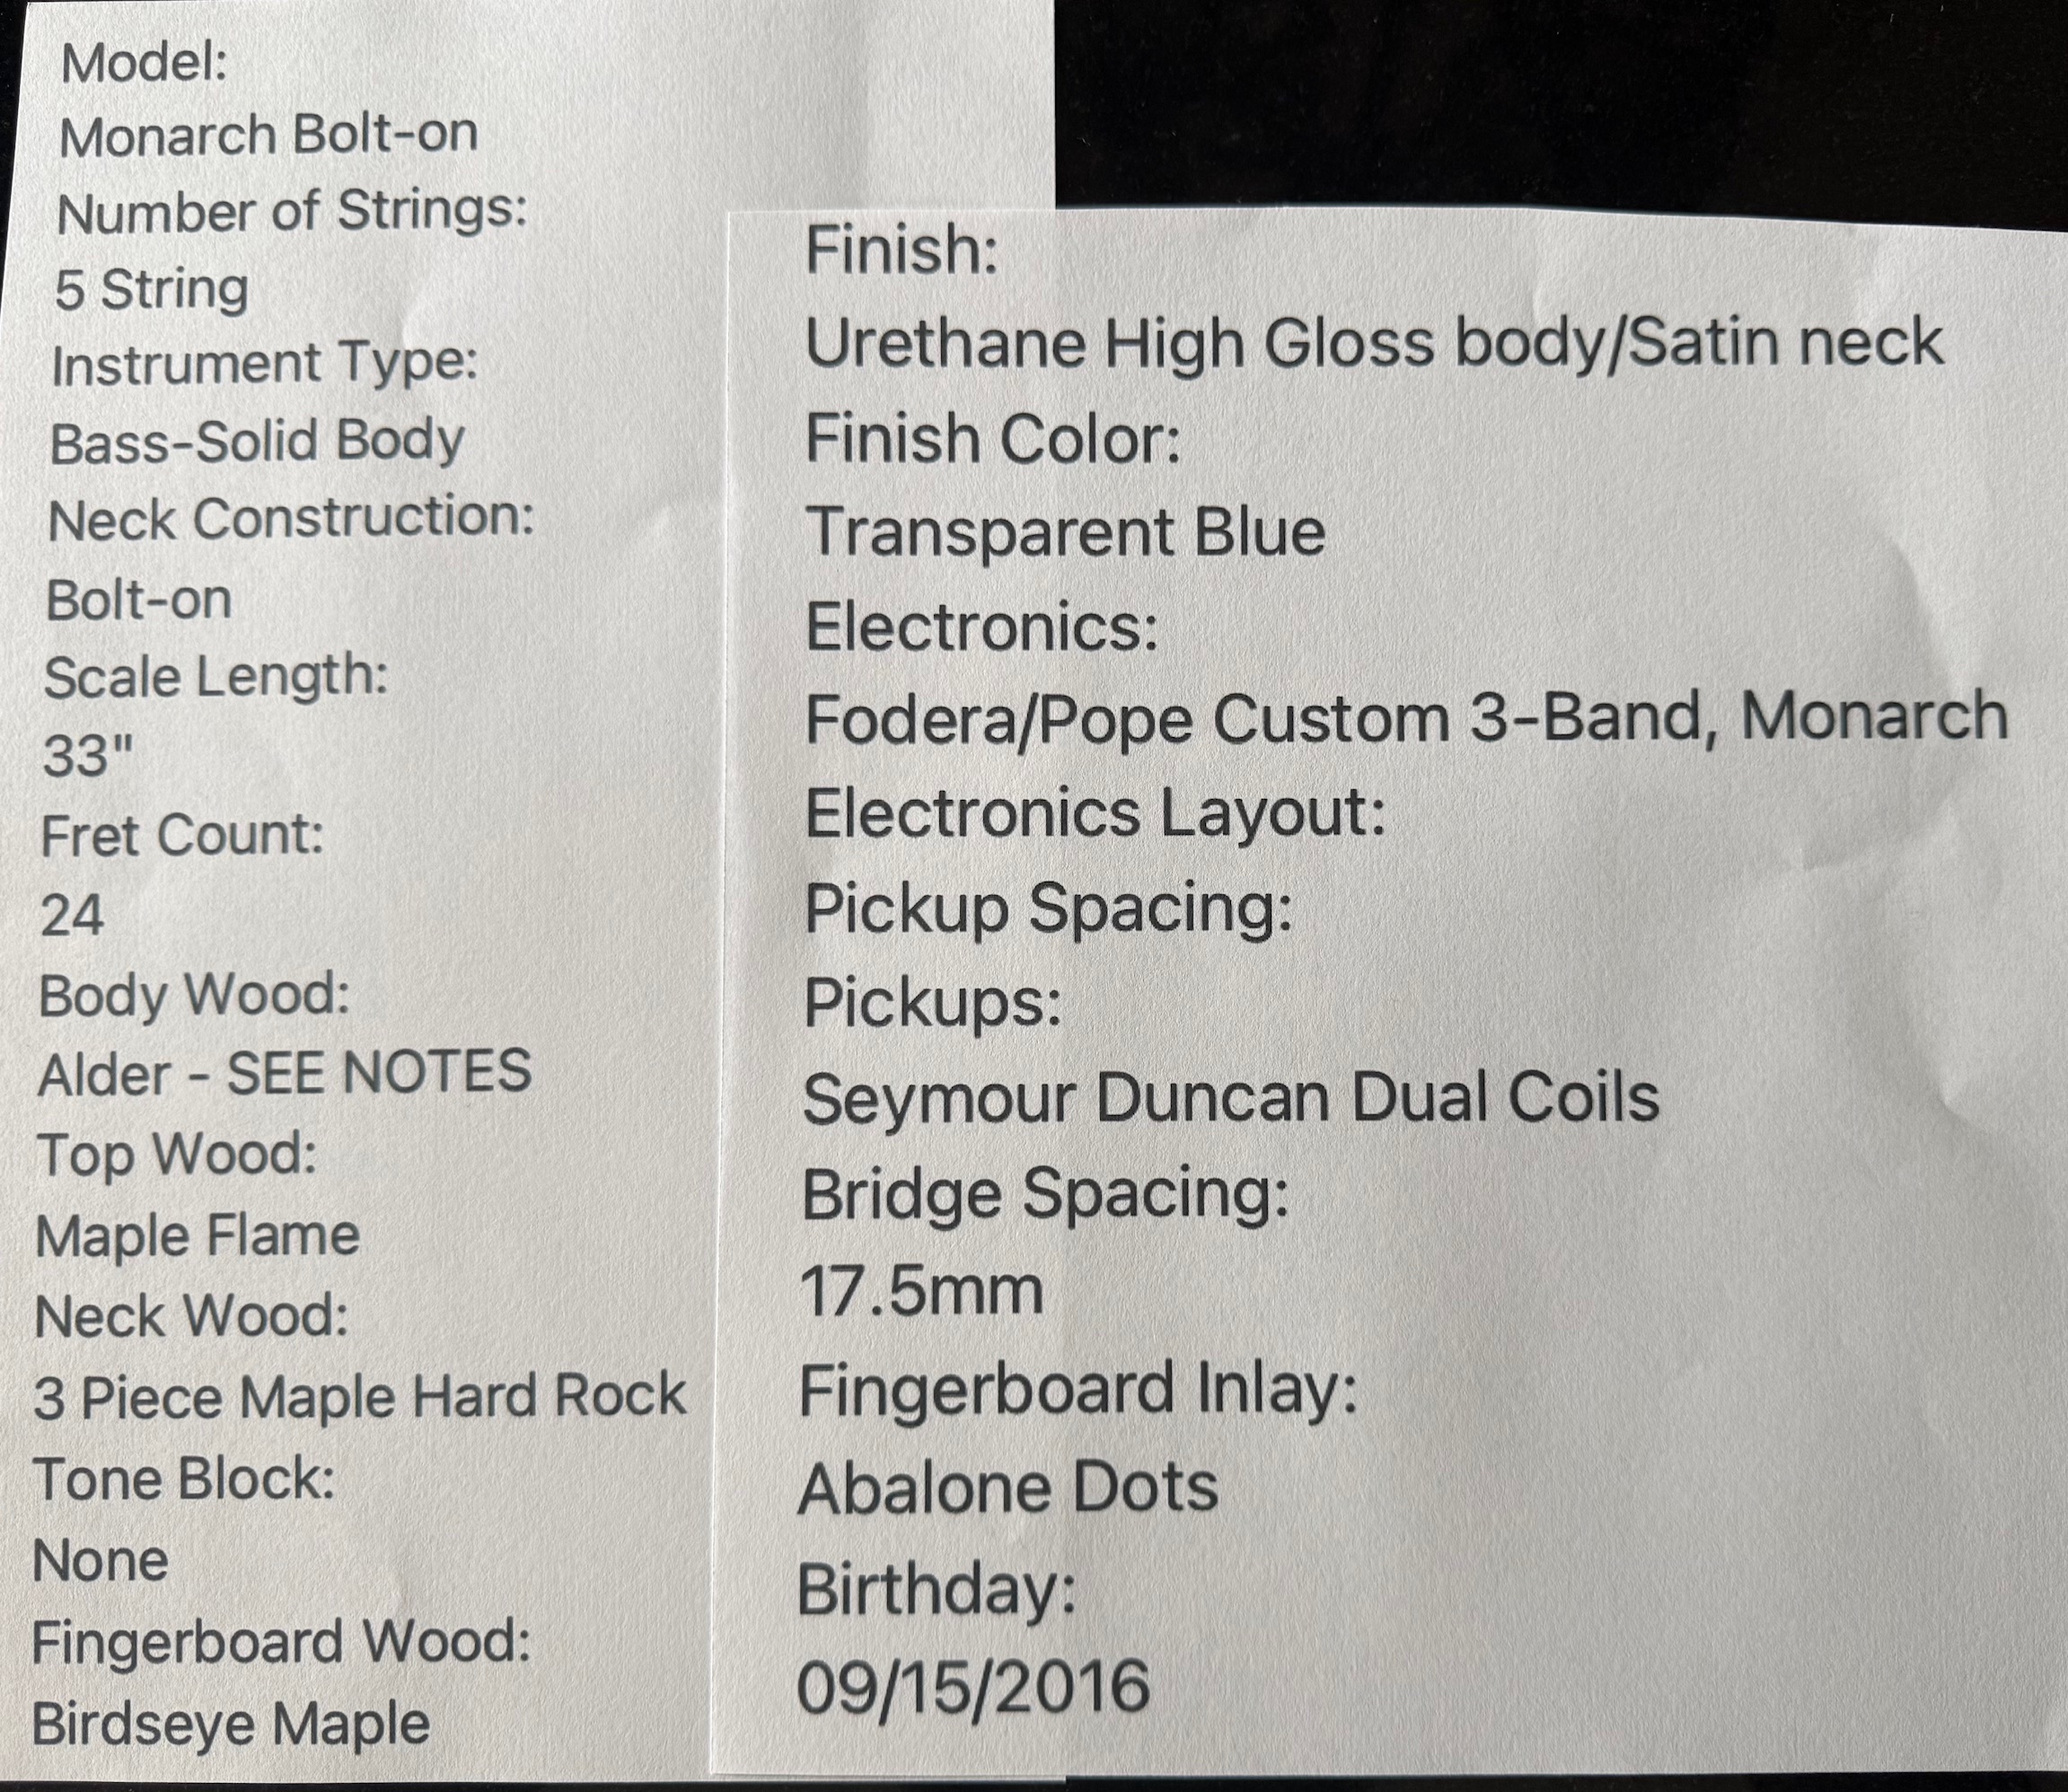 Model:
Monarch Bolt-on
Number of Strings:
5 String
Instrument Type:
Bass-Solid Body
Neck Construction:
Bolt-on
Scale Length:
33"
Fret Count:
24
Body Wood:
Alder - SEE NOTES
Top Wood:
Maple Flame
Neck Wood:
3 Piece Maple Hard Rock
Tone Block:
None
Fingerboard Wood:
Birdseye Maple
Finish:
Urethane High Gloss body/Satin neck
Finish Color:
Transparent Blue
Electronics:
Fodera/Pope Custom 3-Band, Monarch
Electronics Layout:
Pickup Spacing:
Pickups:
Seymour Duncan Dual Coils
Bridge Spacing:
17.5mm
Fingerboard Inlay:
Abalone Dots
Birthday:
09/15/2016